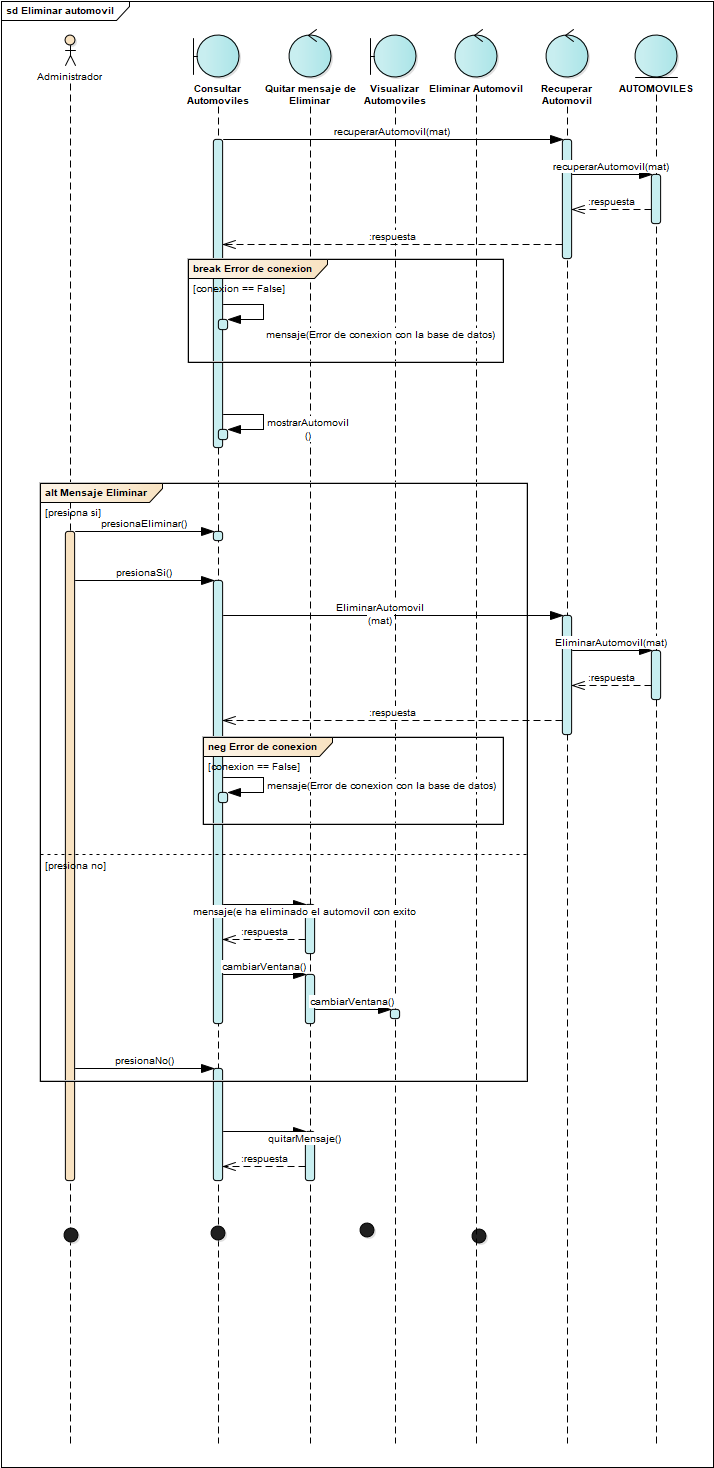 sd Eliminar automovil
Administrador
Consultar
Automoviles
Quitar mensaje de
Eliminar
Visualizar
Automoviles
Eliminar Automovil
Recuperar
Automovil
AUTOMOVILES
recuperarAutomovil(mat)
recuperarAutomovil(mat)
:respuesta
:respuesta
break Error de conexion
[conexion == False]
mensaje(Error de conexion con la base de datos)
mostrarAutomovil
()
alt Mensaje Eliminar
[presiona si]
presionaEliminar()
presionaSi()
EliminarAutomovil
(mat)
EliminarAutomovil(mat)
:respuesta
:respuesta
neg Error de conexion
[conexion == False]
mensaje(Error de conexion con la base de datos)
[presiona no]
mensaje(e ha eliminado el automovil con exito
:respuesta
cambiarVentana()
cambiarVentana()
presionaNo()
quitarMensaje()
:respuesta